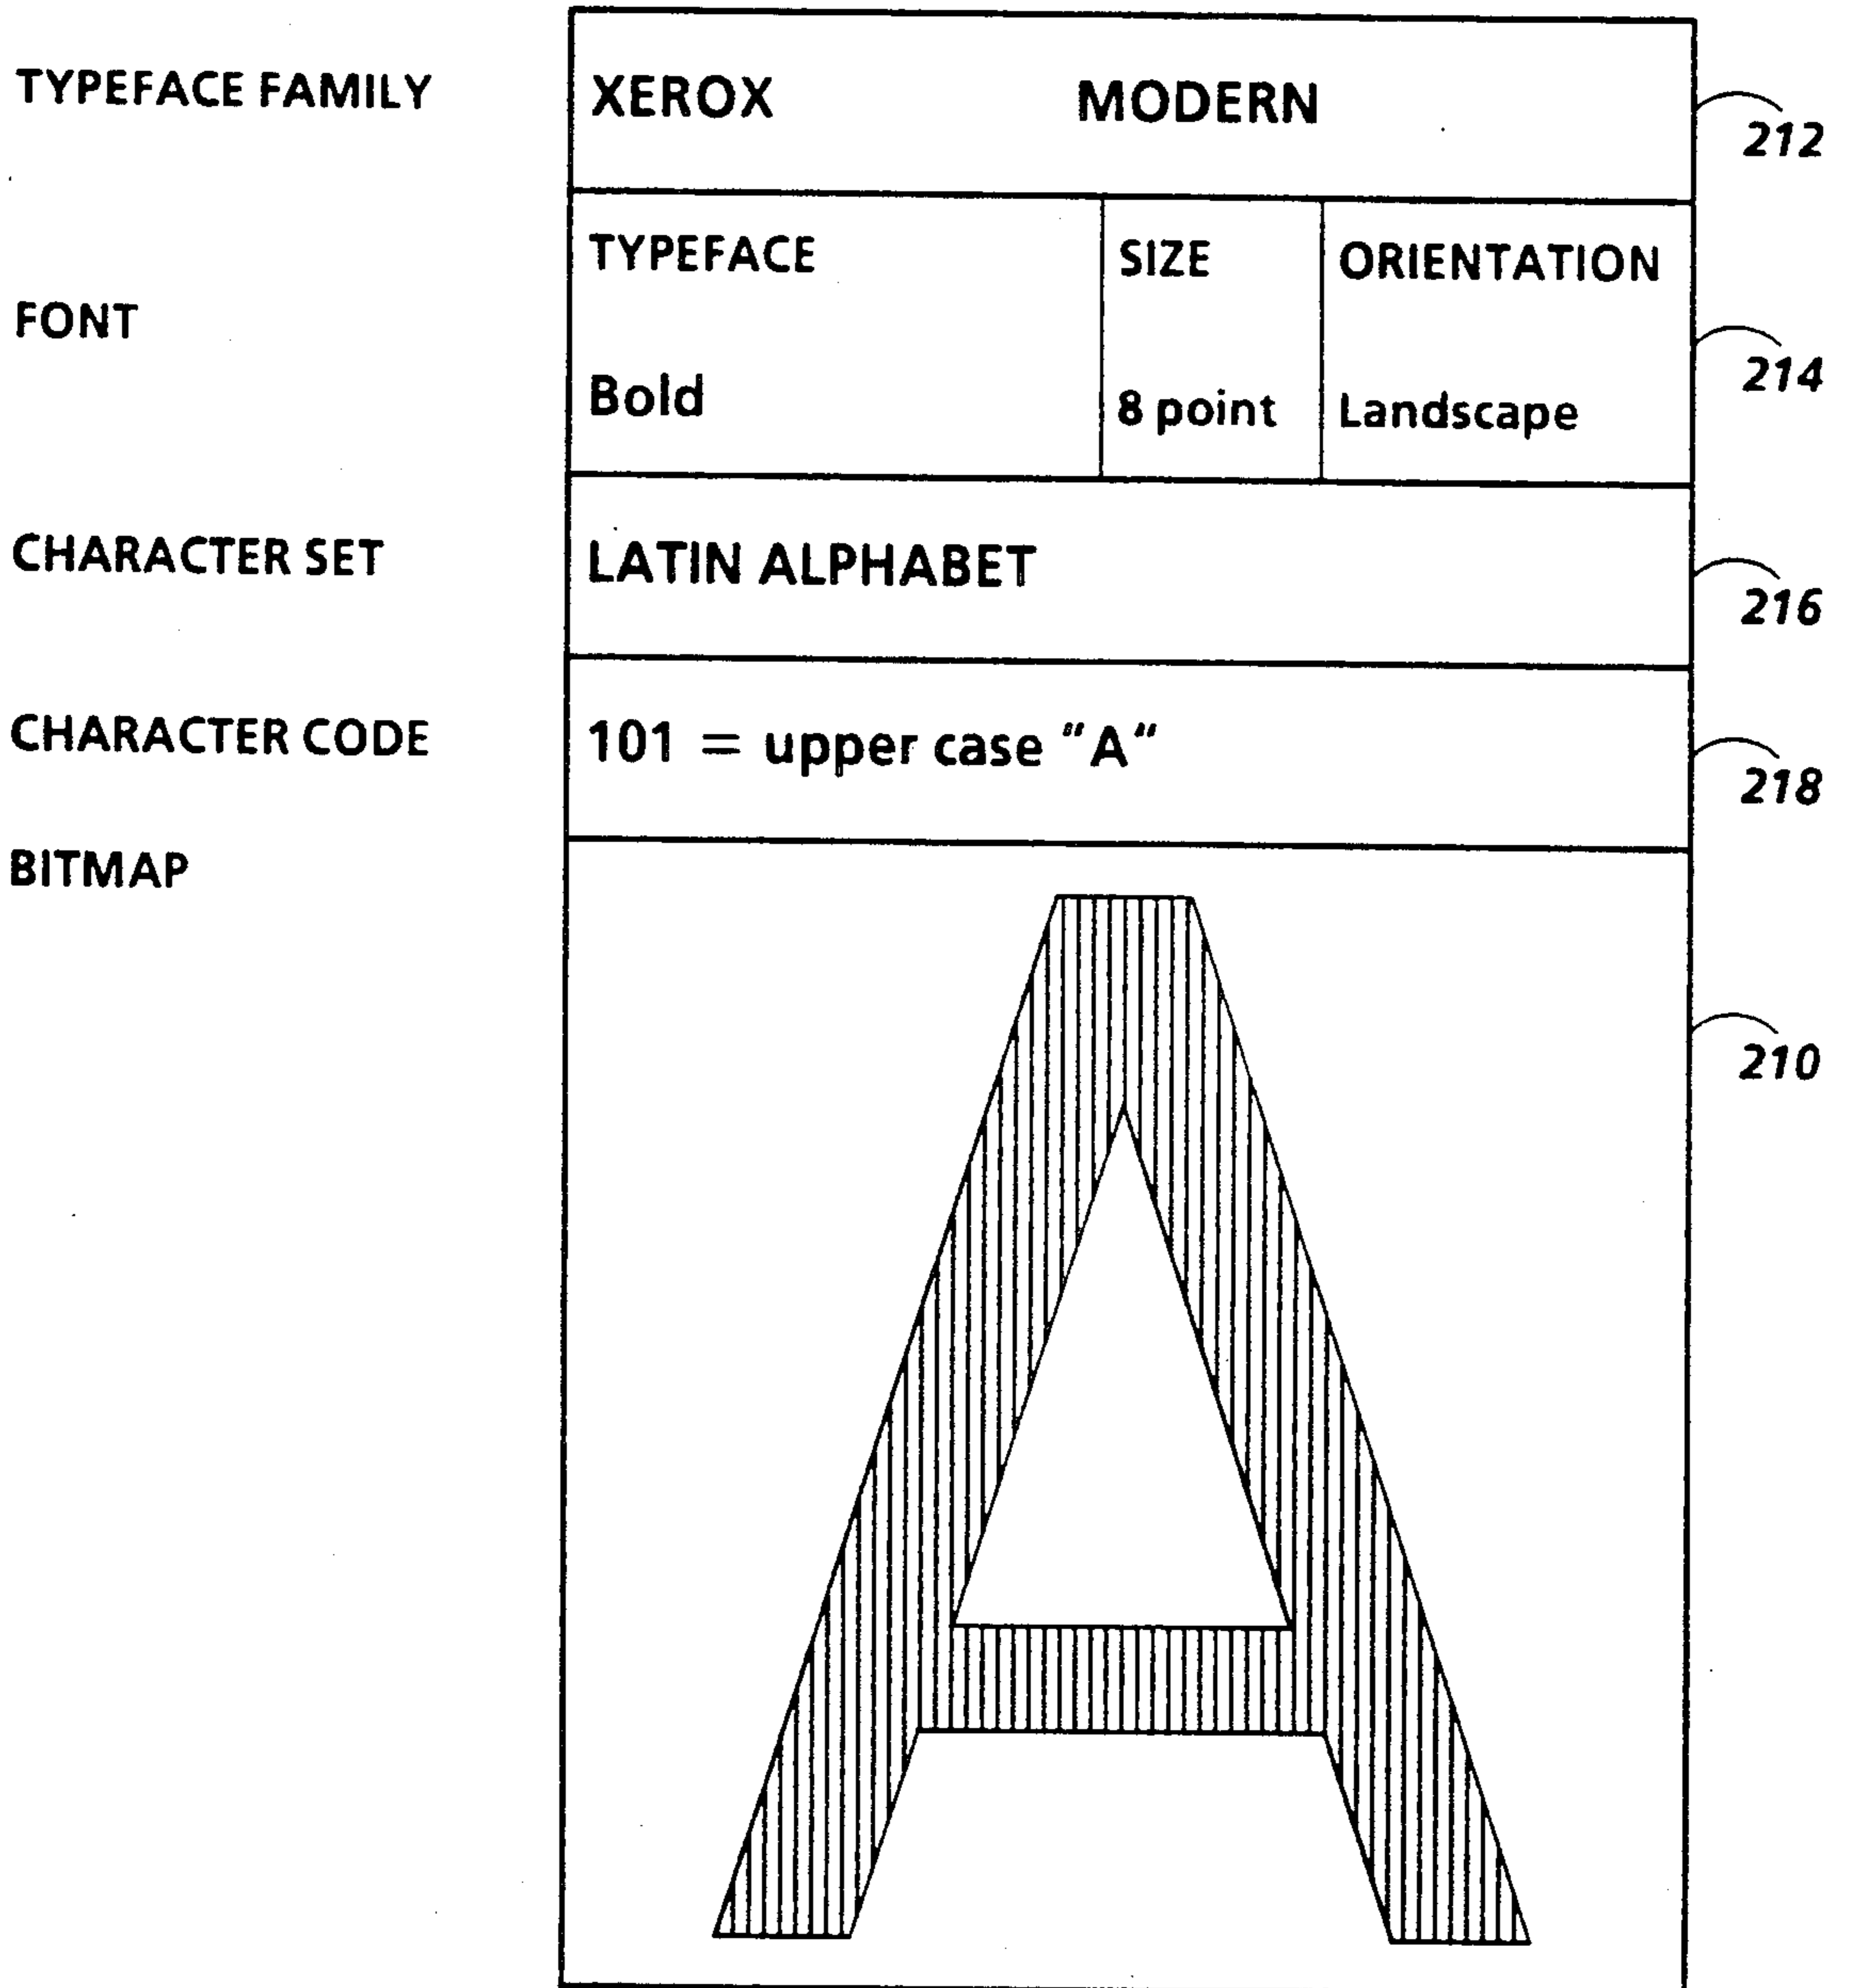 TYPEFACE FAMILY
XEROX MODERN
212
TYPEFACE SIZE ORIENTATION
FONT
214
Bold 8 point Landscape
CHARACTER SET
LATIN ALPHABET
216
CHARACTER CODE
101 = upper case "A"
218
BITMAP
210
A